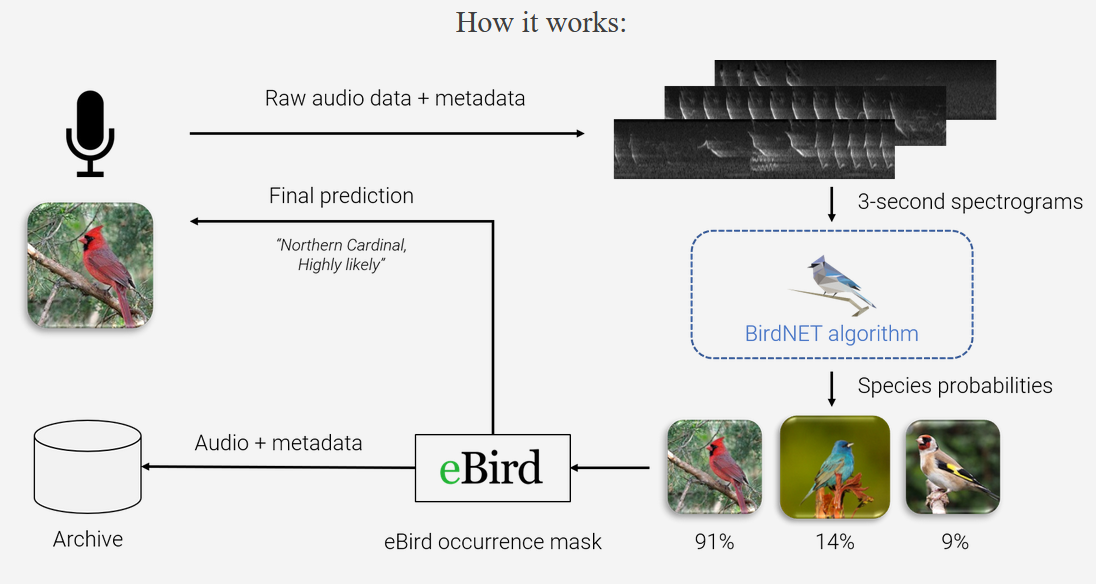 How it works:
Raw audio data + metadata
Final prediction
"Northern Cardinal,
Highly likely"
3-second spectrograms
BirdNET algorithm
Species probabilities
Audio + metadata
eBird
Archive
eBird occurrence mask
91%
14%
9%